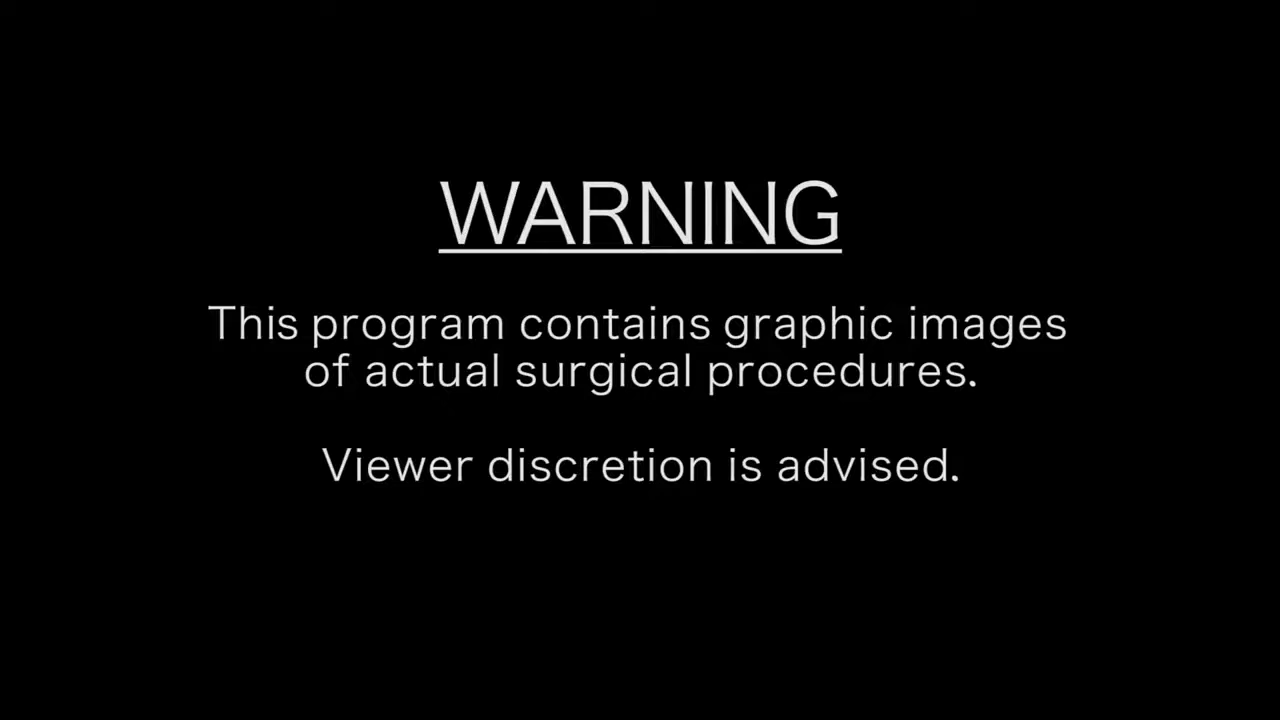 WARNING
This program contains graphic images
of actual surgical procedures.
Viewer discretion is advised.